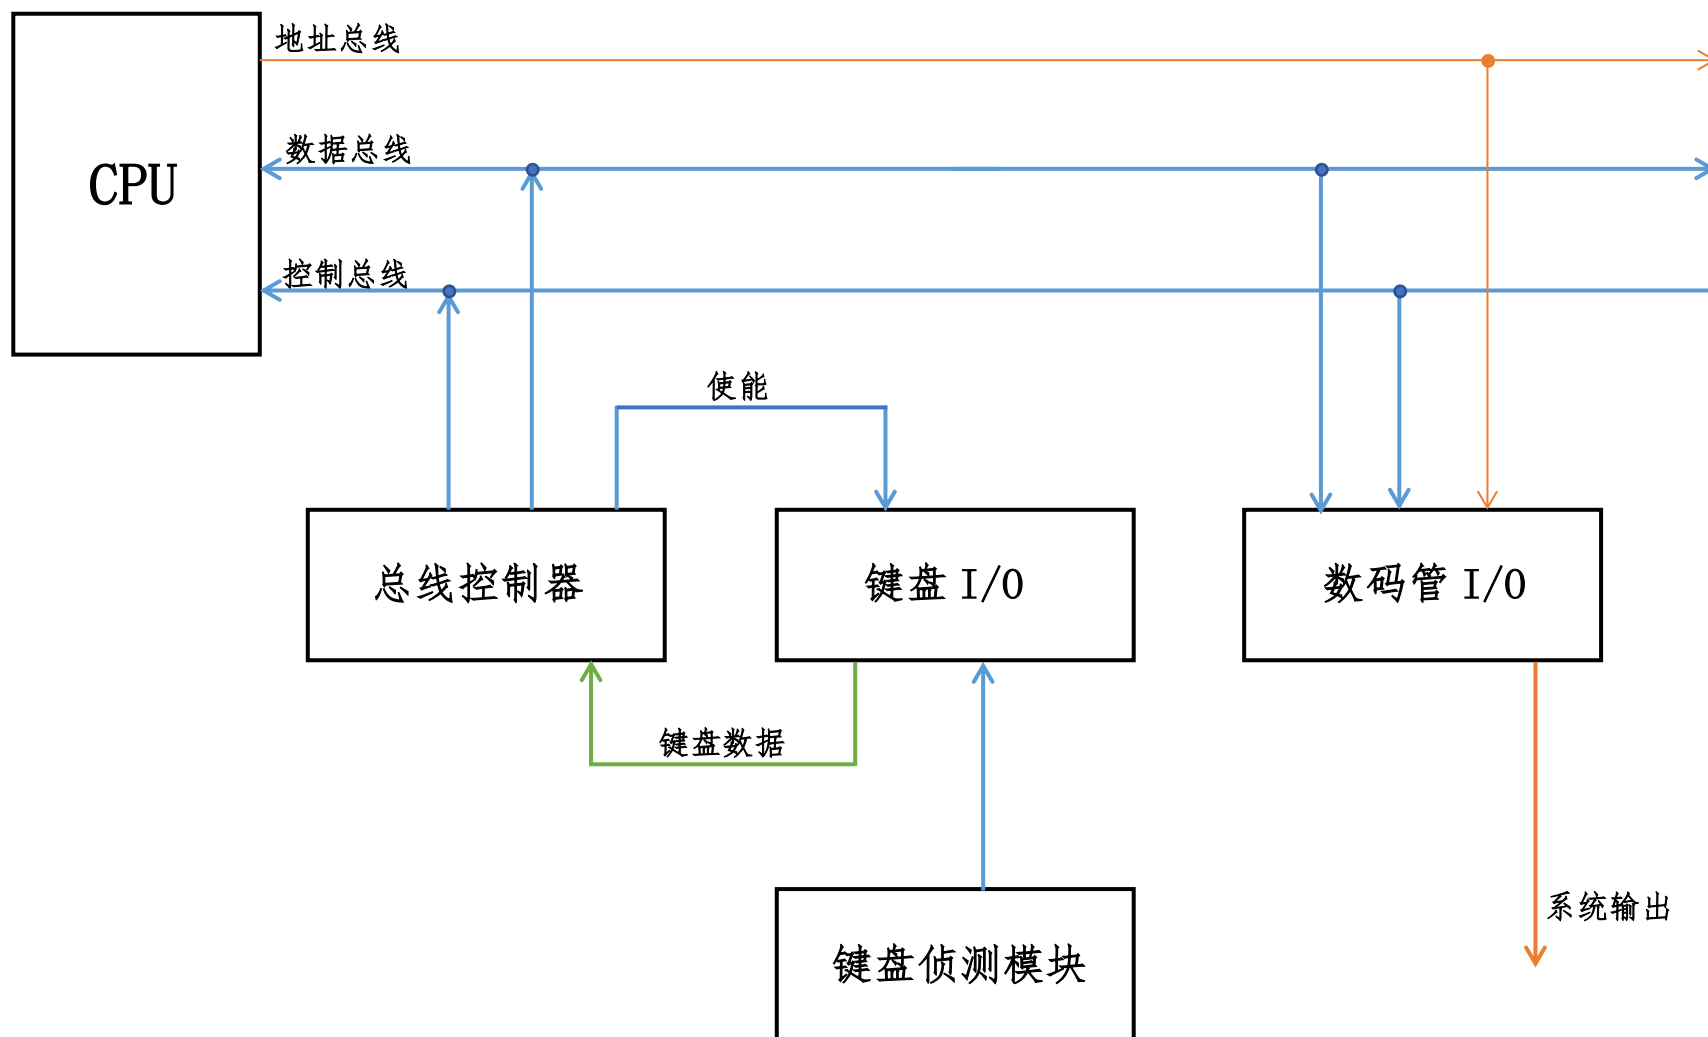 地址总线
数据总线
CPU
控制总线
使能
总线控制器
键盘 I/O
数码管 I/O
键盘数据
系统输出
键盘侦测模块